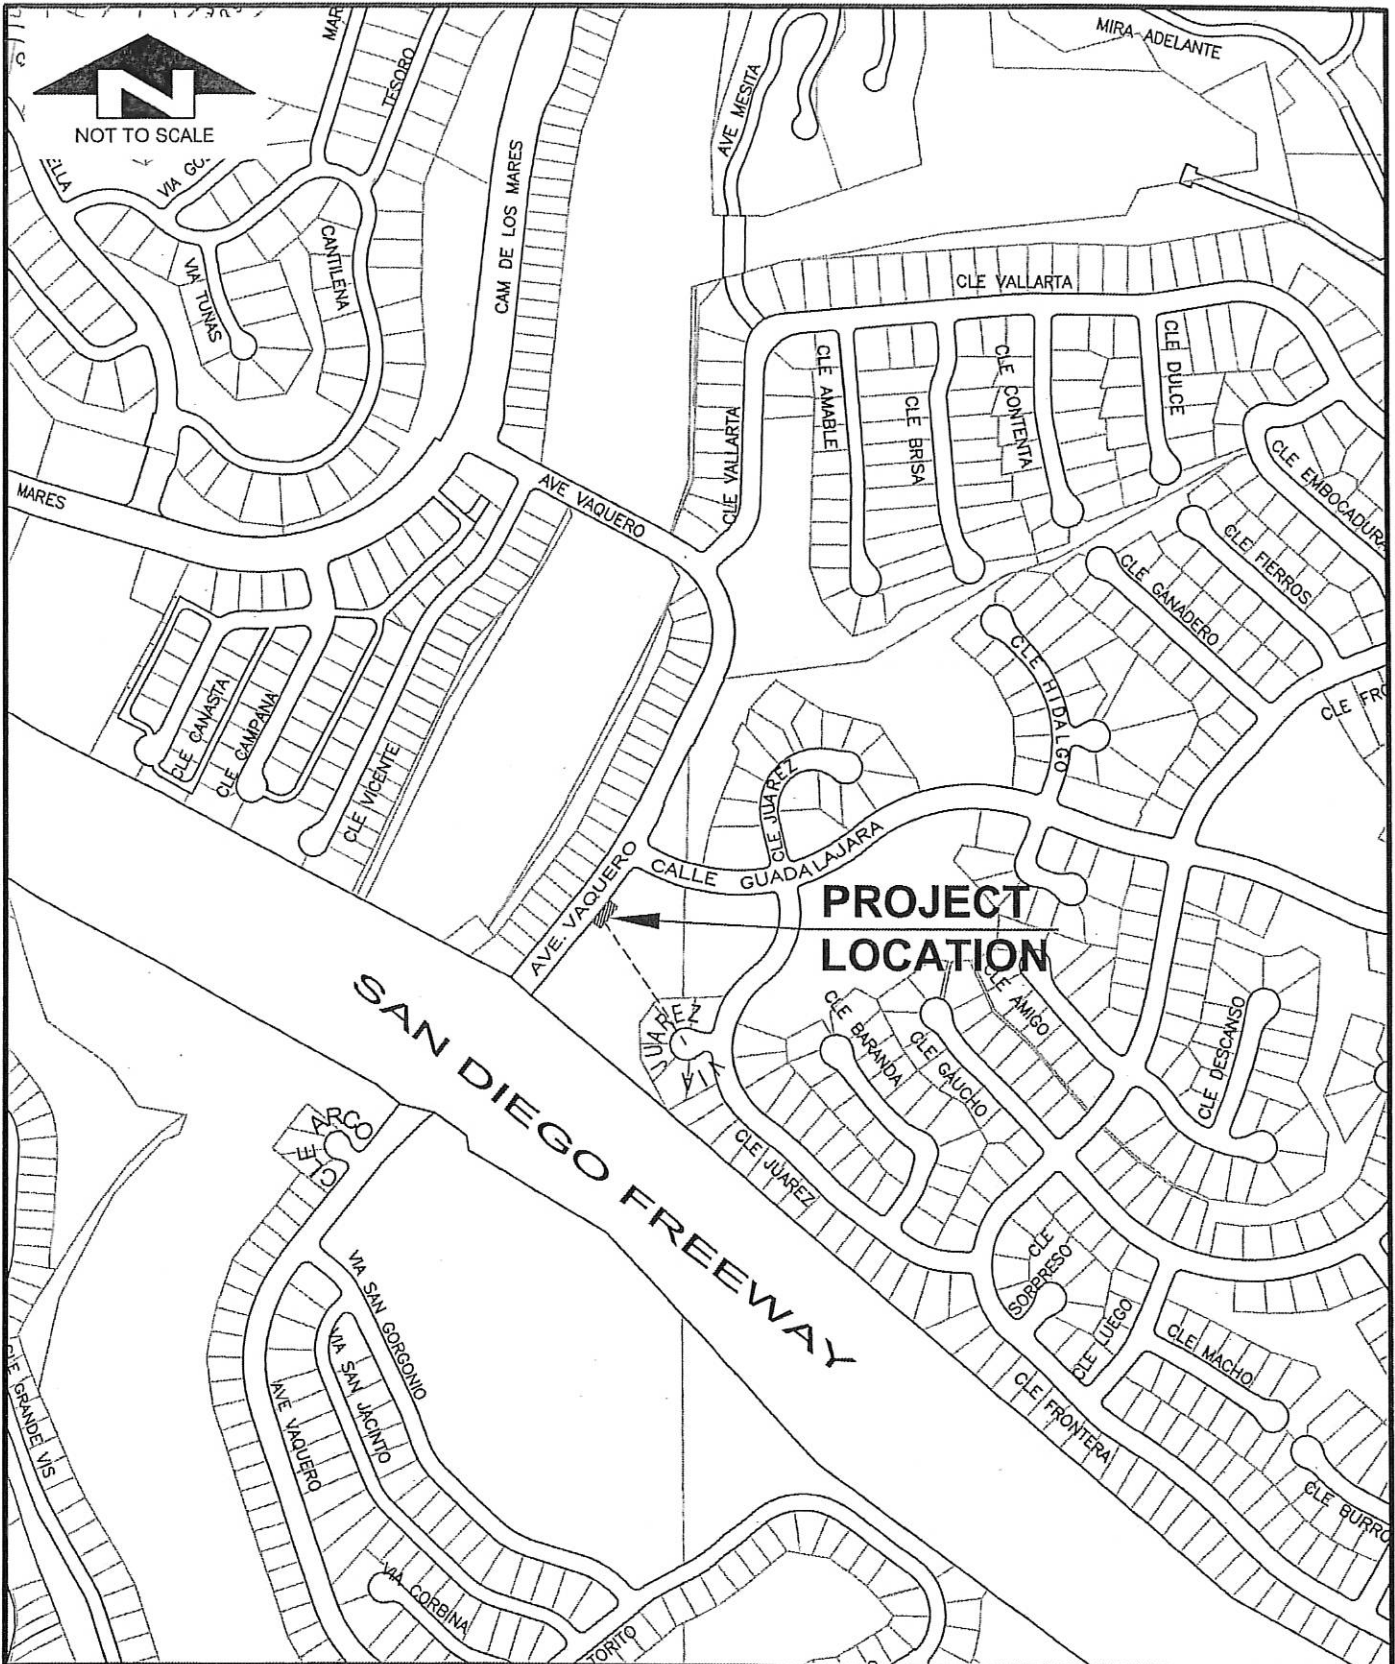 N
NOT TO SCALE
TESORO
MIRA ADELANTE
AVE MESITA
CAM DE LOS MARES
CANTILENA
VIA TUNAS
CLE VALLARTA
CLE AMABLE
CLE BRISA
CLE CONTENTA
CLE DULCE
CLE VALLARTA
CLE EMBOCADURA
MARES
AVE VAQUERO
CLE FIERROS
CLE GANADERO
CLE HIDALGO
CLE CANASTA
CLE CAMPANA
CLE VICENTE
CLE JUAREZ
CALLE GUADALAJARA
AVE. VAQUERO
PROJECT
LOCATION
CLE AMIGO
CLE BARANDA
CLE GAUCHO
CLE DESCANSO
VIA JUAREZ
SAN DIEGO FREEWAY
CLE ARCO
CLE JUAREZ
CLE
SORPRESO
CLE LUEGO
CLE MACHO
CLE FRONTERA
VIA SAN GORGONIO
VIA SAN JACINTO
AVE VAQUERO
CLE GRANDE VIS
CLE BURRO
VIA CORBINA
TORITO